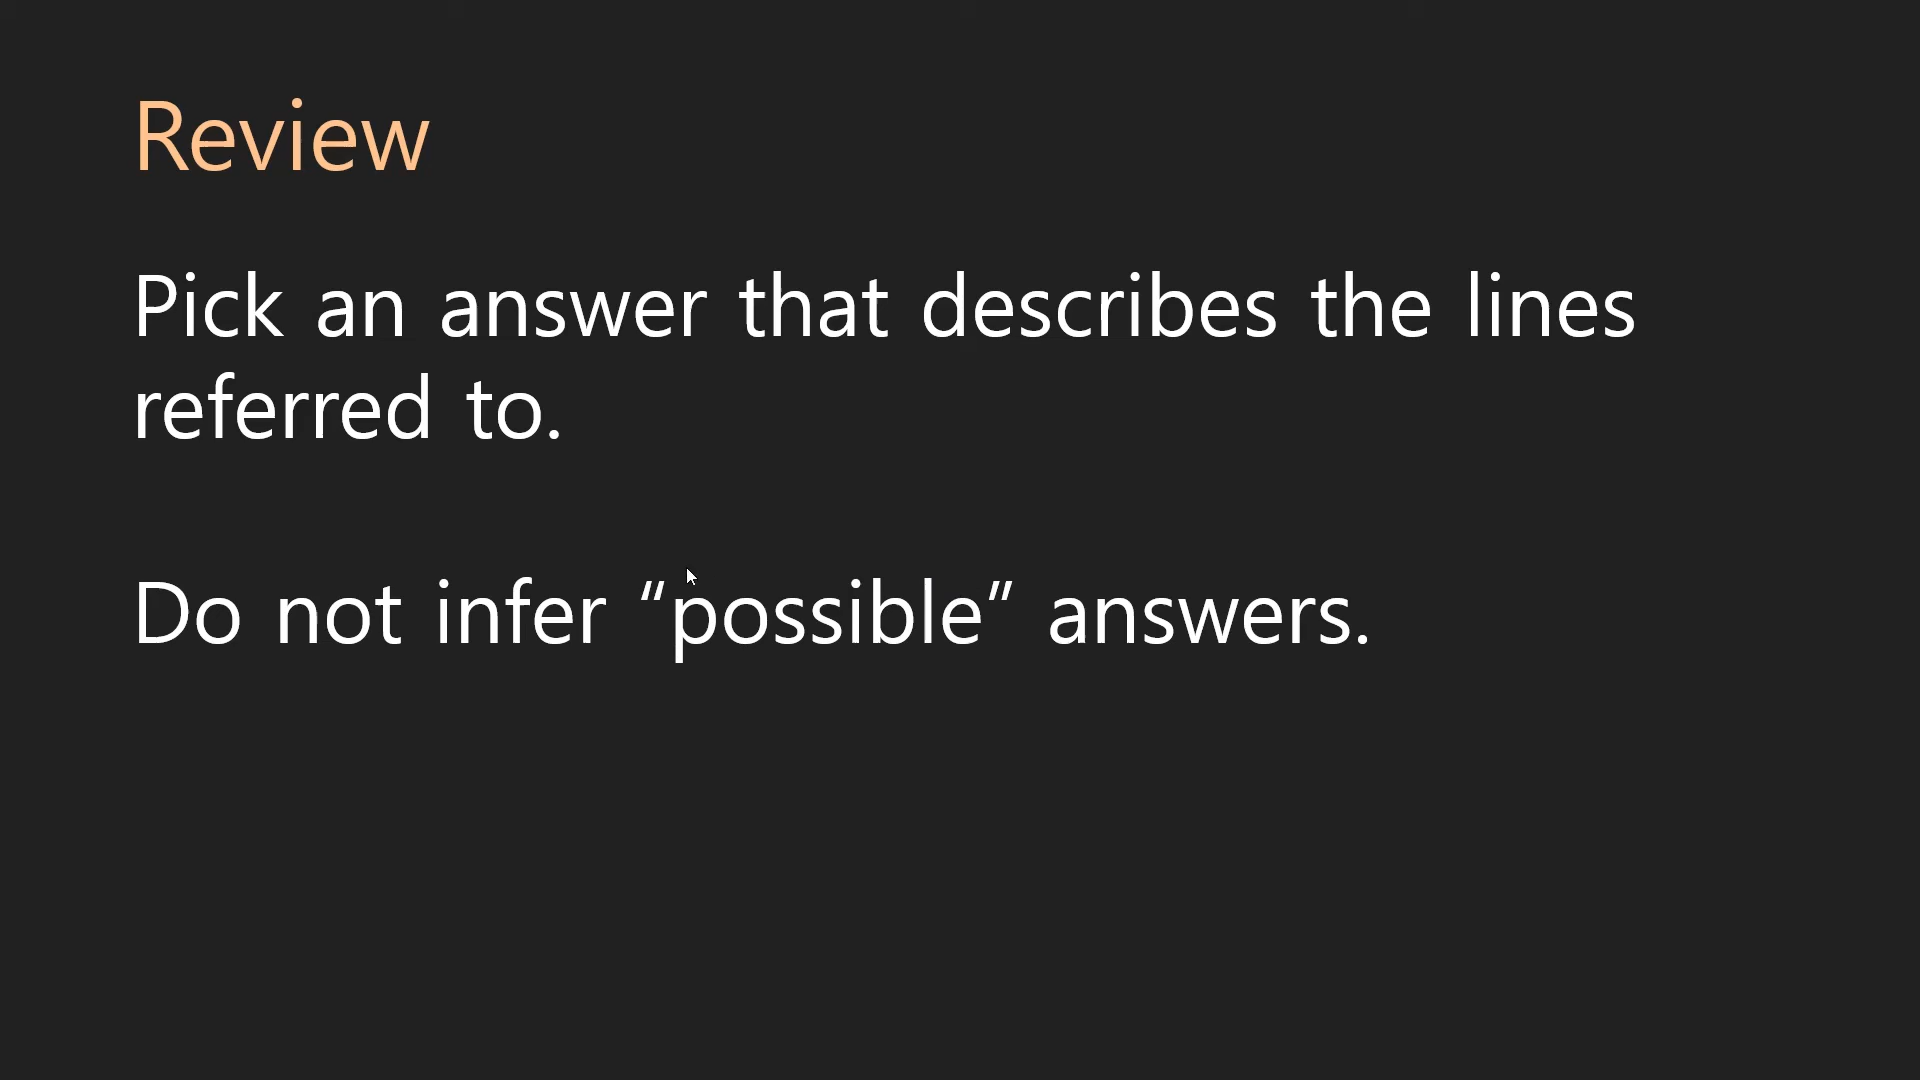 Review
Pick an answer that describes the lines
referred to.
Do not infer “possible” answers.